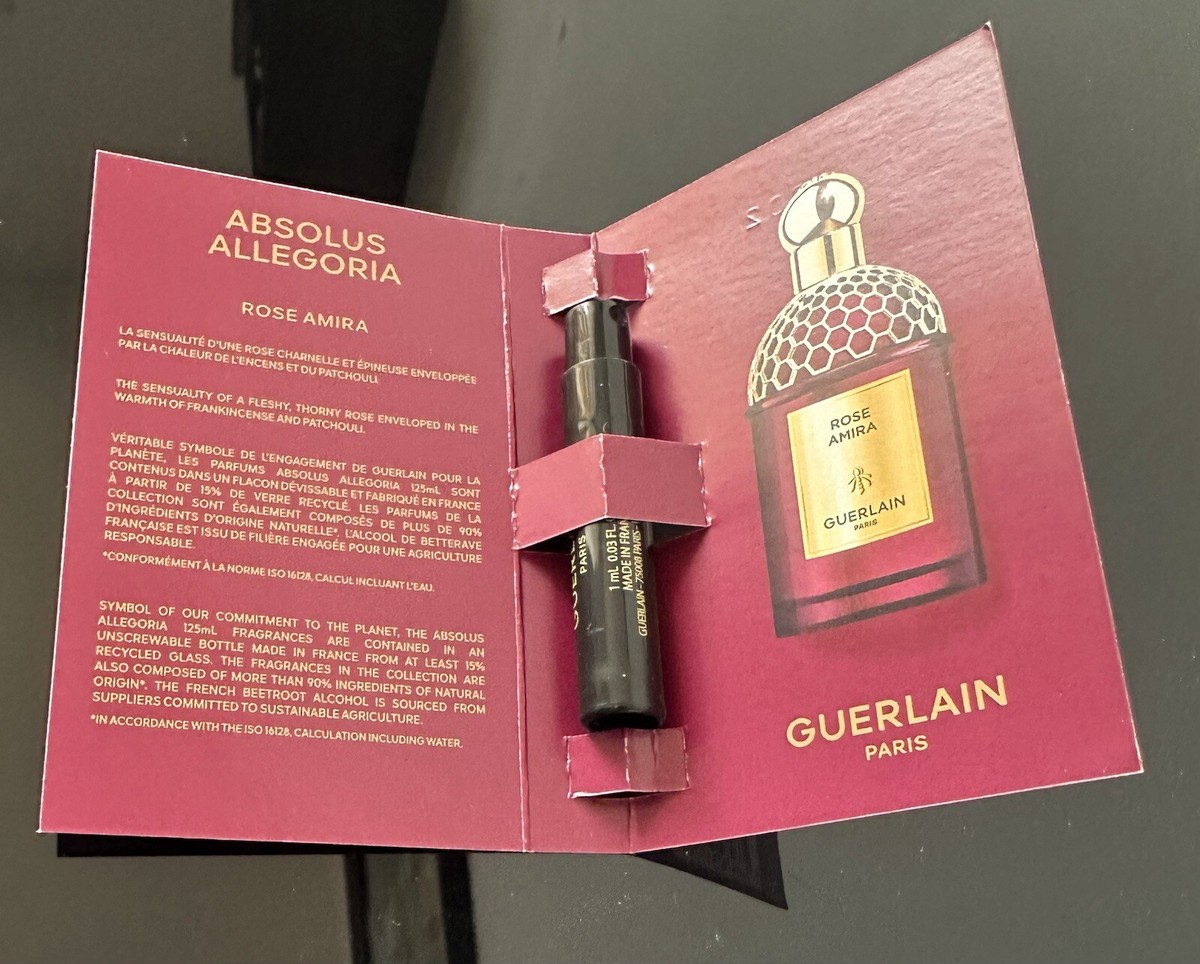 ABSOLUS
ALLEGORIA
ROSE AMIRA
LA SENSUALITÉ D'UNE ROSE CHARNELLE ET ÉPINEUSE ENVELOPPÉE
PAR LA CHALEUR DE L'ENCENS ET DU PATCHOULI.
THE SENSUALITY OF A FLESHY, THORNY ROSE ENVELOPED IN THE
WARMTH OF FRANKINCENSE AND PATCHOULI.
VÉRITABLE SYMBOLE DE L'ENGAGEMENT DE GUERLAIN POUR LA
PLANÈTE, LES PARFUMS ABSOLUS ALLEGORIA 125mL SONT
CONTENUS DANS UN FLACON DÉVISSABLE ET FABRIQUÉ EN FRANCE
À PARTIR DE 15% DE VERRE RECYCLÉ. LES PARFUMS DE LA
COLLECTION SONT ÉGALEMENT COMPOSÉS DE PLUS DE 90%
D'INGRÉDIENTS D'ORIGINE NATURELLE*. L'ALCOOL DE BETTERAVE
FRANÇAISE EST ISSU DE FILIÈRE ENGAGÉE POUR UNE AGRICULTURE
RESPONSABLE.
*CONFORMÉMENT À LA NORME ISO 16128, CALCUL INCLUANT L'EAU.
SYMBOL OF OUR COMMITMENT TO THE PLANET, THE ABSOLUS
ALLEGORIA 125mL FRAGRANCES ARE CONTAINED IN AN
UNSCREWABLE BOTTLE MADE IN FRANCE FROM AT LEAST 15%
RECYCLED GLASS. THE FRAGRANCES IN THE COLLECTION ARE
ALSO COMPOSED OF MORE THAN 90% INGREDIENTS OF NATURAL
ORIGIN*. THE FRENCH BEETROOT ALCOHOL IS SOURCED FROM
SUPPLIERS COMMITTED TO SUSTAINABLE AGRICULTURE.
*IN ACCORDANCE WITH THE ISO 16128, CALCULATION INCLUDING WATER.
PARIS
1 mL 0.03 FL.
MADE IN FRAN
GUERLAIN - 75008 PARIS -
ROSE
AMIRA
GUERLAIN
PARIS
GUERLAIN
PARIS